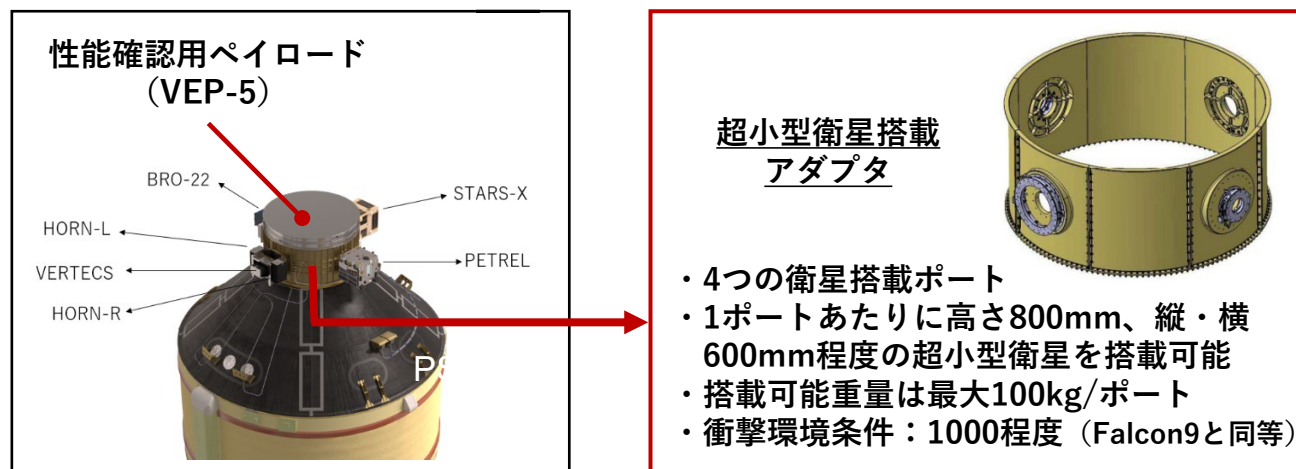 性能確認用ペイロード
（VEP-5）
BRO-22
STARS-X
HORN-L
VERTECS
PETREL
HORN-R
超小型衛星搭載
アダプタ
・4つの衛星搭載ポート
・1ポートあたりに高さ800mm、縦・横
600mm程度の超小型衛星を搭載可能
・搭載可能重量は最大100kg/ポート
・衝撃環境条件：1000程度（Falcon9と同等）